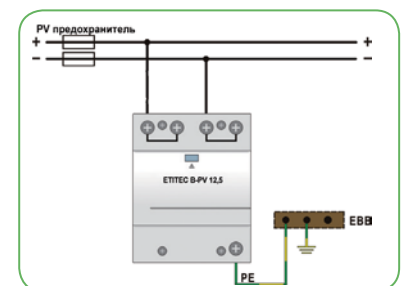 PV предохранитель
+ +
− −
ETITEC B-PV 12,5
EBB
PE